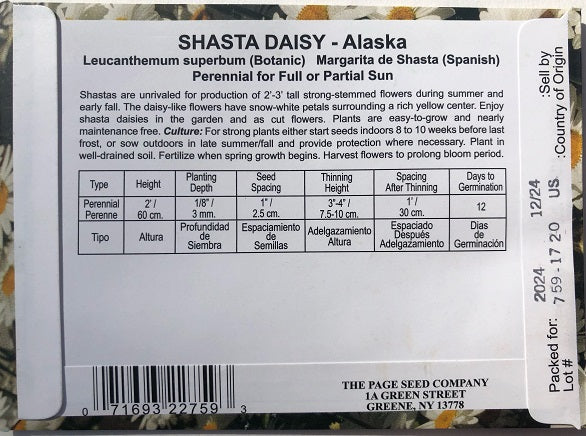 SHASTA DAISY - Alaska
Leucanthemum superbum (Botanic) Margarita de Shasta (Spanish)
Perennial for Full or Partial Sun
Shastas are unrivaled for production of 2'-3' tall strong-stemmed flowers during summer and
early fall. The daisy-like flowers have snow-white petals surrounding a rich yellow center. Enjoy
shasta daisies in the garden and as cut flowers. Plants are easy-to-grow and nearly
maintenance free. Culture: For strong plants either start seeds indoors 8 to 10 weeks before last
frost, or sow outdoors in late summer/fall and provide protection where necessary. Plant
in well-drained soil. Fertilize when spring growth begins. Harvest flowers to prolong bloom period.
Type Height Planting Depth Seed Spacing Thinning Height Spacing After Thinning Days to Germination
Perennial Perenne 2' / 60 cm. 1/8" / 3 mm. 1" / 2.5 cm. 3"-4" / 7.5-10 cm. 1' / 30 cm. 12
Tipo Altura Profundidad de Siembra Espaciamiento de Semillas Adelgazamiento Altura Espaciado Después Adelgazamiento Dias de Germinación
0 71693 22759 3
THE PAGE SEED COMPANY
1A GREEN STREET
GREENE, NY 13778
Packed for: 2024 12/24 :Sell by
Lot # 759-1720 US :Country of Origin